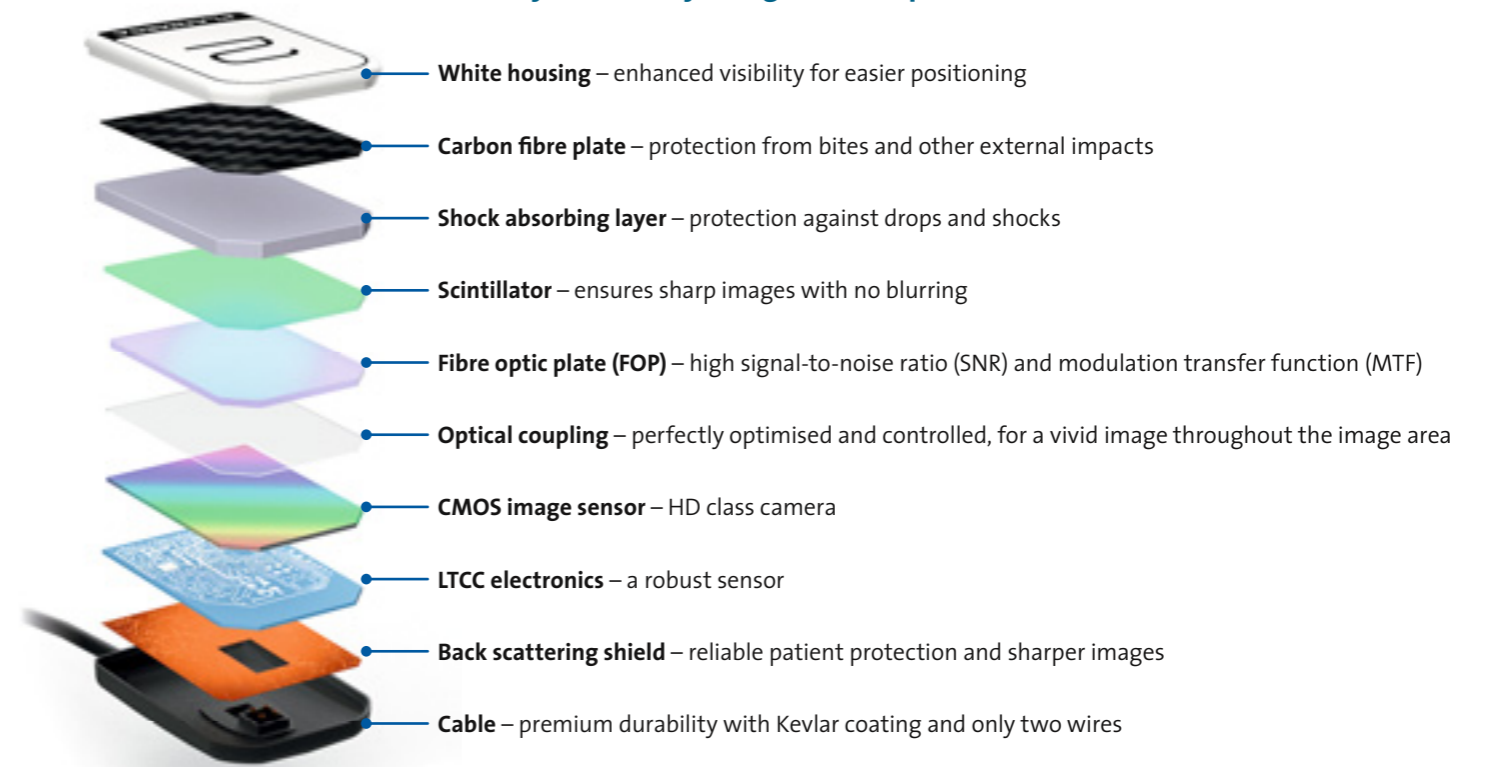 White housing – enhanced visibility for easier positioning
Carbon fibre plate – protection from bites and other external impacts
Shock absorbing layer – protection against drops and shocks
Scintillator – ensures sharp images with no blurring
Fibre optic plate (FOP) – high signal-to-noise ratio (SNR) and modulation transfer function (MTF)
Optical coupling – perfectly optimised and controlled, for a vivid image throughout the image area
CMOS image sensor – HD class camera
LTCC electronics – a robust sensor
Back scattering shield – reliable patient protection and sharper images
Cable – premium durability with Kevlar coating and only two wires